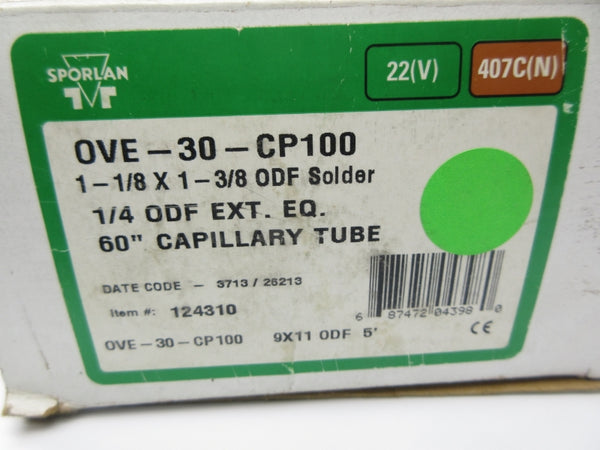 SPORLAN
22(V)
407C(N)
OVE-30-CP100
1-1/8 X 1-3/8 ODF Solder
1/4 ODF EXT. EQ.
60" CAPILLARY TUBE
DATE CODE - 3713 / 26213
Item #: 124310
6 87472 04398 0
OVE-30-CP100 9X11 ODF 5'
CE